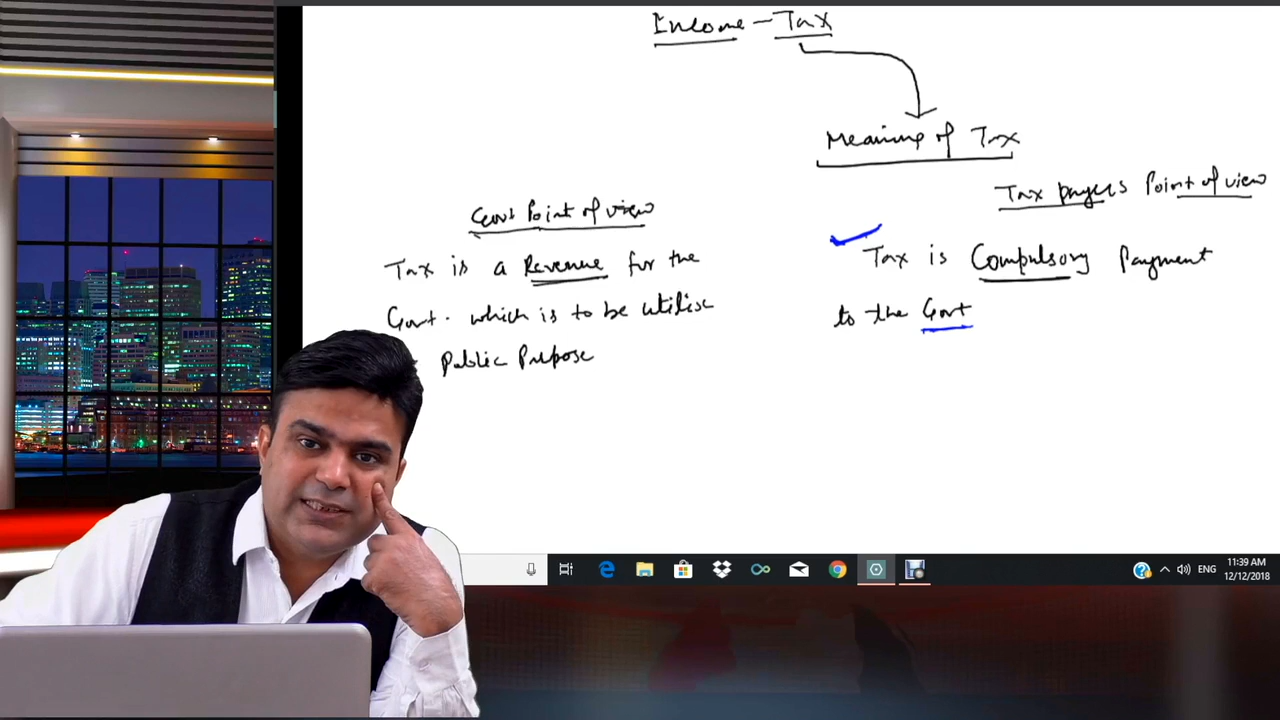 Income - Tax
Meaning of Tax
Govt Point of view
Tax is a Revenue for the
Govt. which is to be utilise
Public Purpose
Tax payers Point of view
Tax is Compulsory Payment
to the Govt
ENG
11:39 AM
12/12/2018